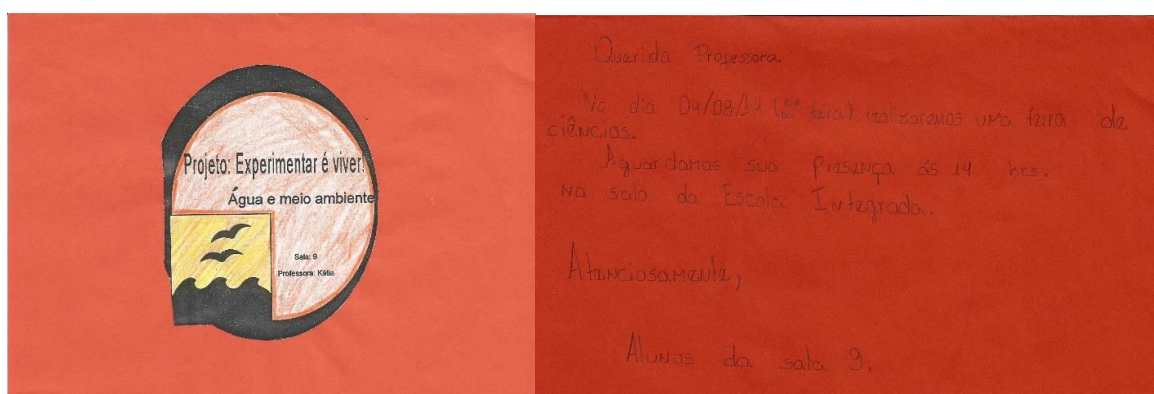 Projeto: Experimentar é viver!
Água e meio ambiente
Sala: 9
Professora: Kátia
Querida Professora
No dia 04/08/14 (2ª feira) realizaremos uma feira de
ciências.
Aguardamos sua Presença às 14 hrs.
Na sala da Escola Integrada.
Atenciosamente,
Alunos da sala 9.